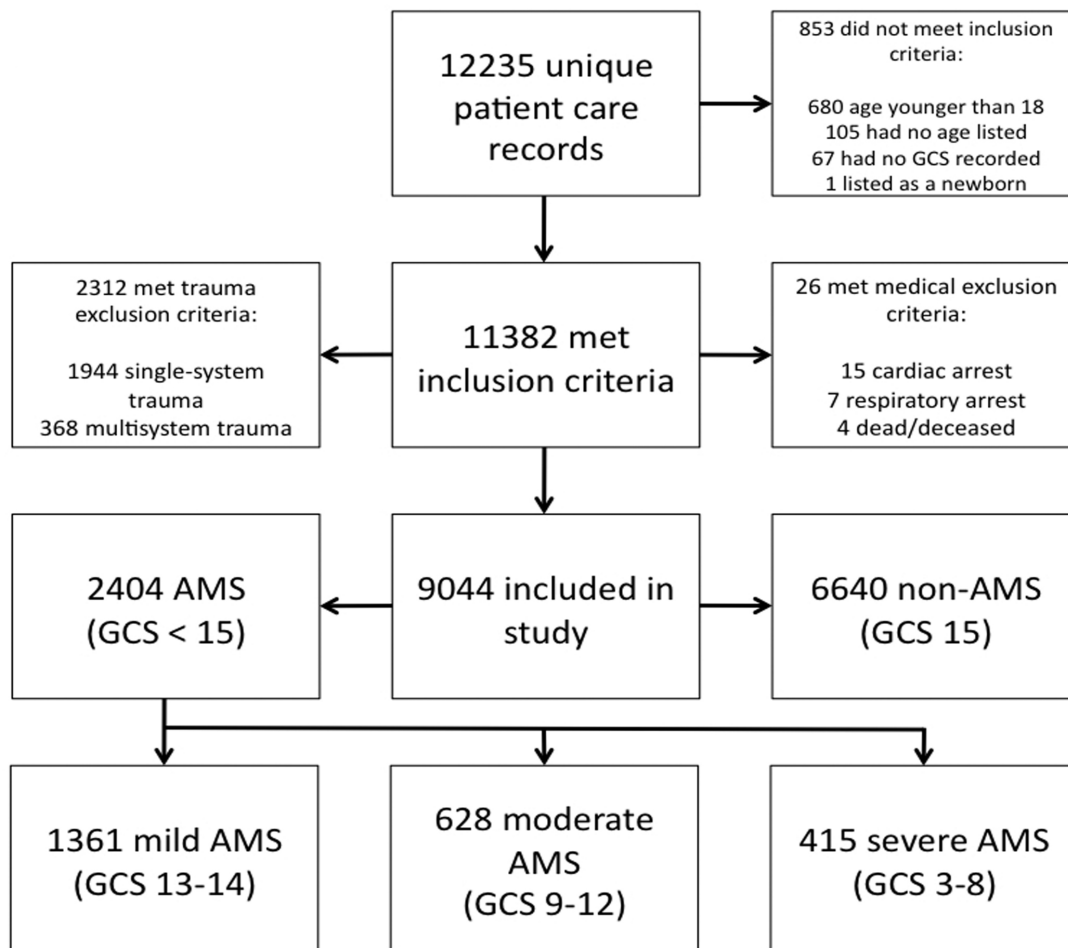 12235 unique
patient care
records
853 did not meet inclusion
criteria:
680 age younger than 18
105 had no age listed
67 had no GCS recorded
1 listed as a newborn
2312 met trauma
exclusion criteria:
1944 single-system
trauma
368 multisystem trauma
11382 met
inclusion criteria
26 met medical exclusion
criteria:
15 cardiac arrest
7 respiratory arrest
4 dead/deceased
2404 AMS
(GCS < 15)
9044 included in
study
6640 non-AMS
(GCS 15)
1361 mild AMS
(GCS 13-14)
628 moderate
AMS
(GCS 9-12)
415 severe AMS
(GCS 3-8)